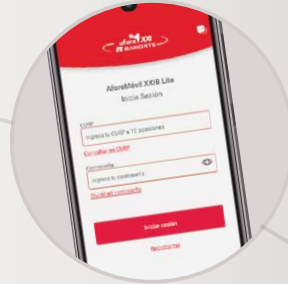 afore XXI
BANORTE
AforeMóvil XXIB Lite
Inicia Sesión
CURP
Ingresa tu CURP a 18 posiciones
Consultar mi CURP
Contraseña
Ingresa tu contraseña
Olvidé mi contraseña
Iniciar sesión
Registrarme